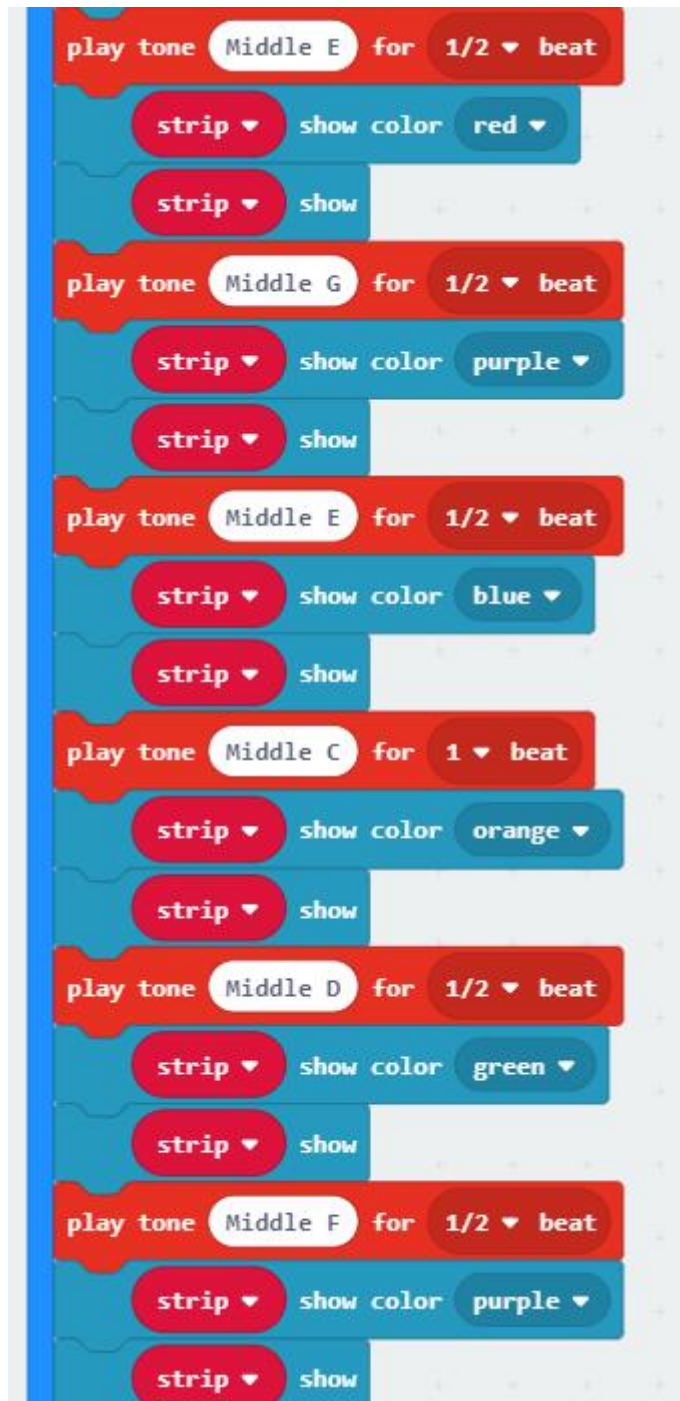 play tone Middle E for 1/2 beat
strip show color red
strip show
play tone Middle G for 1/2 beat
strip show color purple
strip show
play tone Middle E for 1/2 beat
strip show color blue
strip show
play tone Middle C for 1 beat
strip show color orange
strip show
play tone Middle D for 1/2 beat
strip show color green
strip show
play tone Middle F for 1/2 beat
strip show color purple
strip show